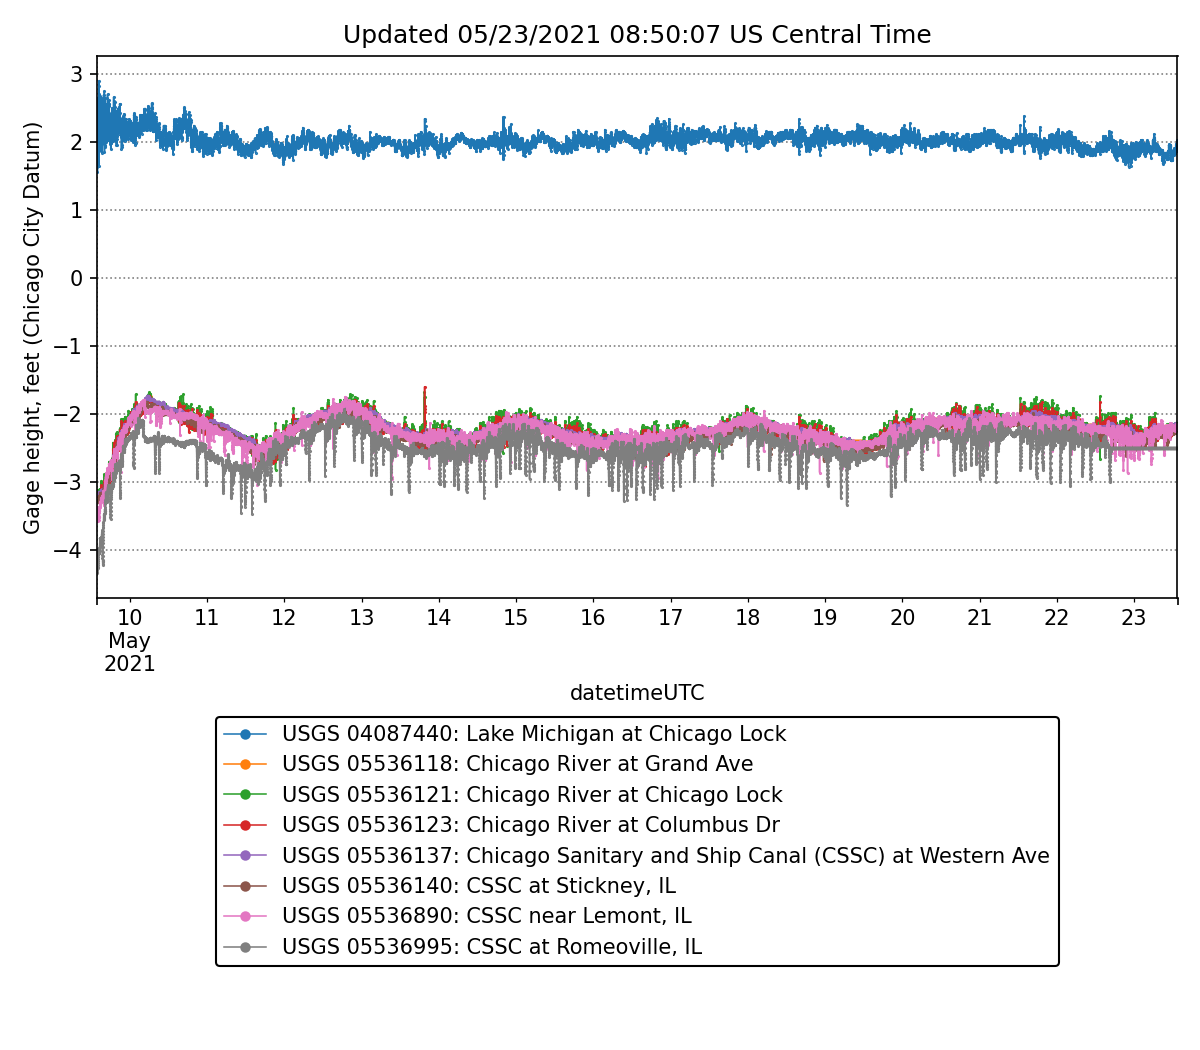 Updated 05/23/2021 08:50:07 US Central Time
Gage height, feet (Chicago City Datum)
3
2
1
0
−1
−2
−3
−4
10 11 12 13 14 15 16 17 18 19 20 21 22 23
May
2021
datetimeUTC
USGS 04087440: Lake Michigan at Chicago Lock
USGS 05536118: Chicago River at Grand Ave
USGS 05536121: Chicago River at Chicago Lock
USGS 05536123: Chicago River at Columbus Dr
USGS 05536137: Chicago Sanitary and Ship Canal (CSSC) at Western Ave
USGS 05536140: CSSC at Stickney, IL
USGS 05536890: CSSC near Lemont, IL
USGS 05536995: CSSC at Romeoville, IL